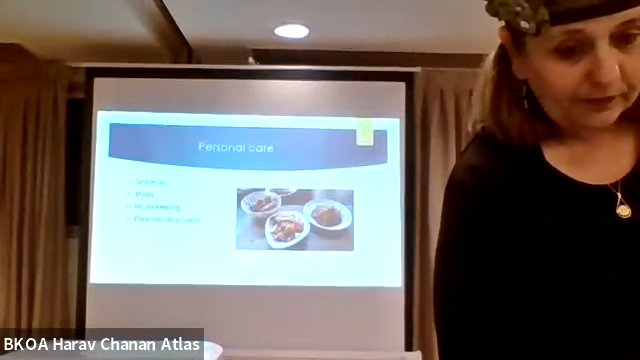 Personal care
Meals
Housekeeping
Personal cleanliness
BKOA Harav Chanan Atlas